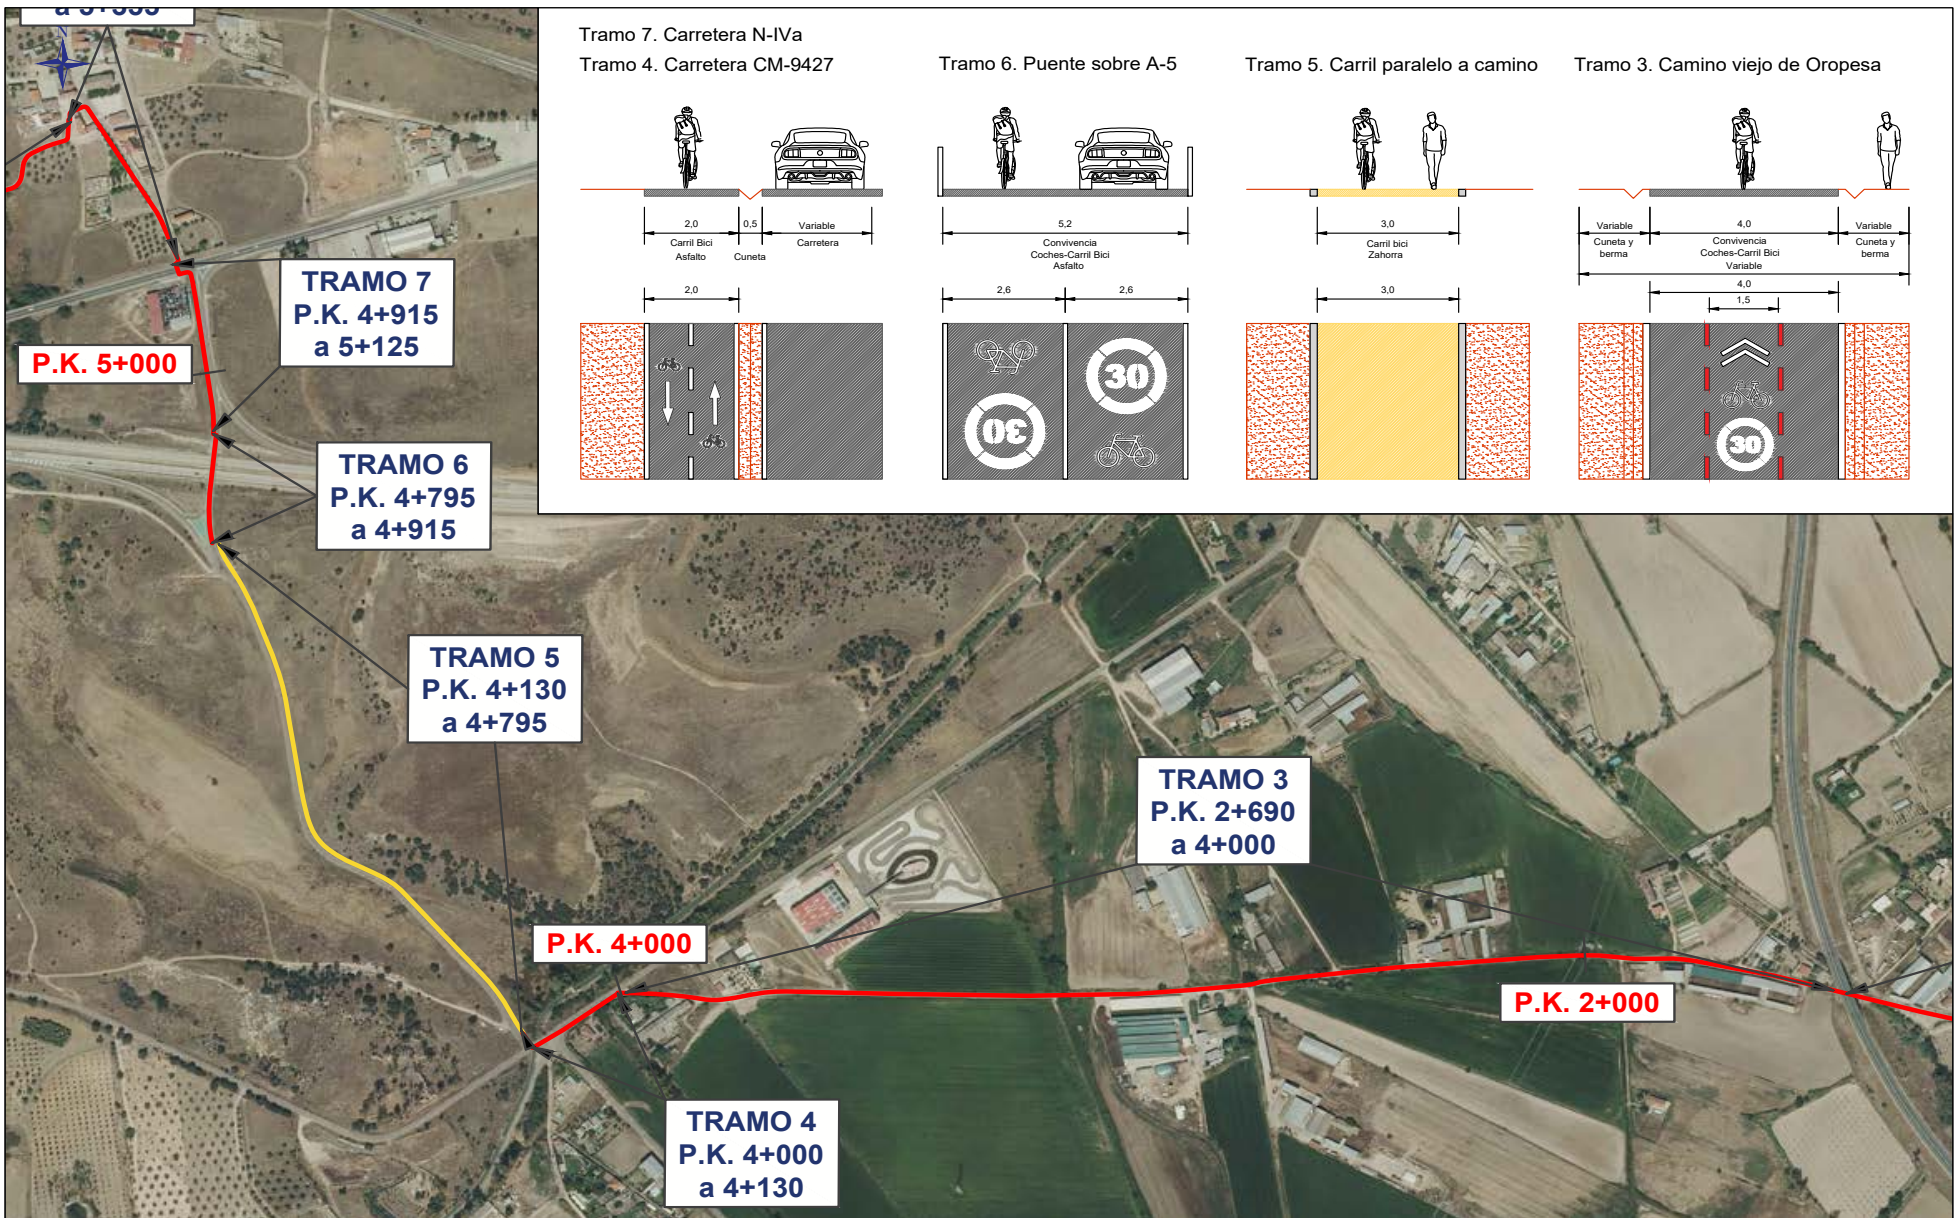 a 5+335
N
Tramo 7. Carretera N-IVa
Tramo 4. Carretera CM-9427
Tramo 6. Puente sobre A-5
Tramo 5. Carril paralelo a camino
Tramo 3. Camino viejo de Oropesa
2,0
0,5
Variable
Carril Bici
Asfalto
Cuneta
Carretera
2,0
5,2
Convivencia
Coches-Carril Bici
Asfalto
2,6
2,6
30
30
3,0
Carril bici
Zahorra
3,0
Variable
4,0
Variable
Cuneta y
berma
Convivencia
Coches-Carril Bici
Cuneta y
berma
Variable
4,0
1,5
30
TRAMO 7
P.K. 4+915
a 5+125
P.K. 5+000
TRAMO 6
P.K. 4+795
a 4+915
TRAMO 5
P.K. 4+130
a 4+795
TRAMO 3
P.K. 2+690
a 4+000
P.K. 4+000
P.K. 2+000
TRAMO 4
P.K. 4+000
a 4+130